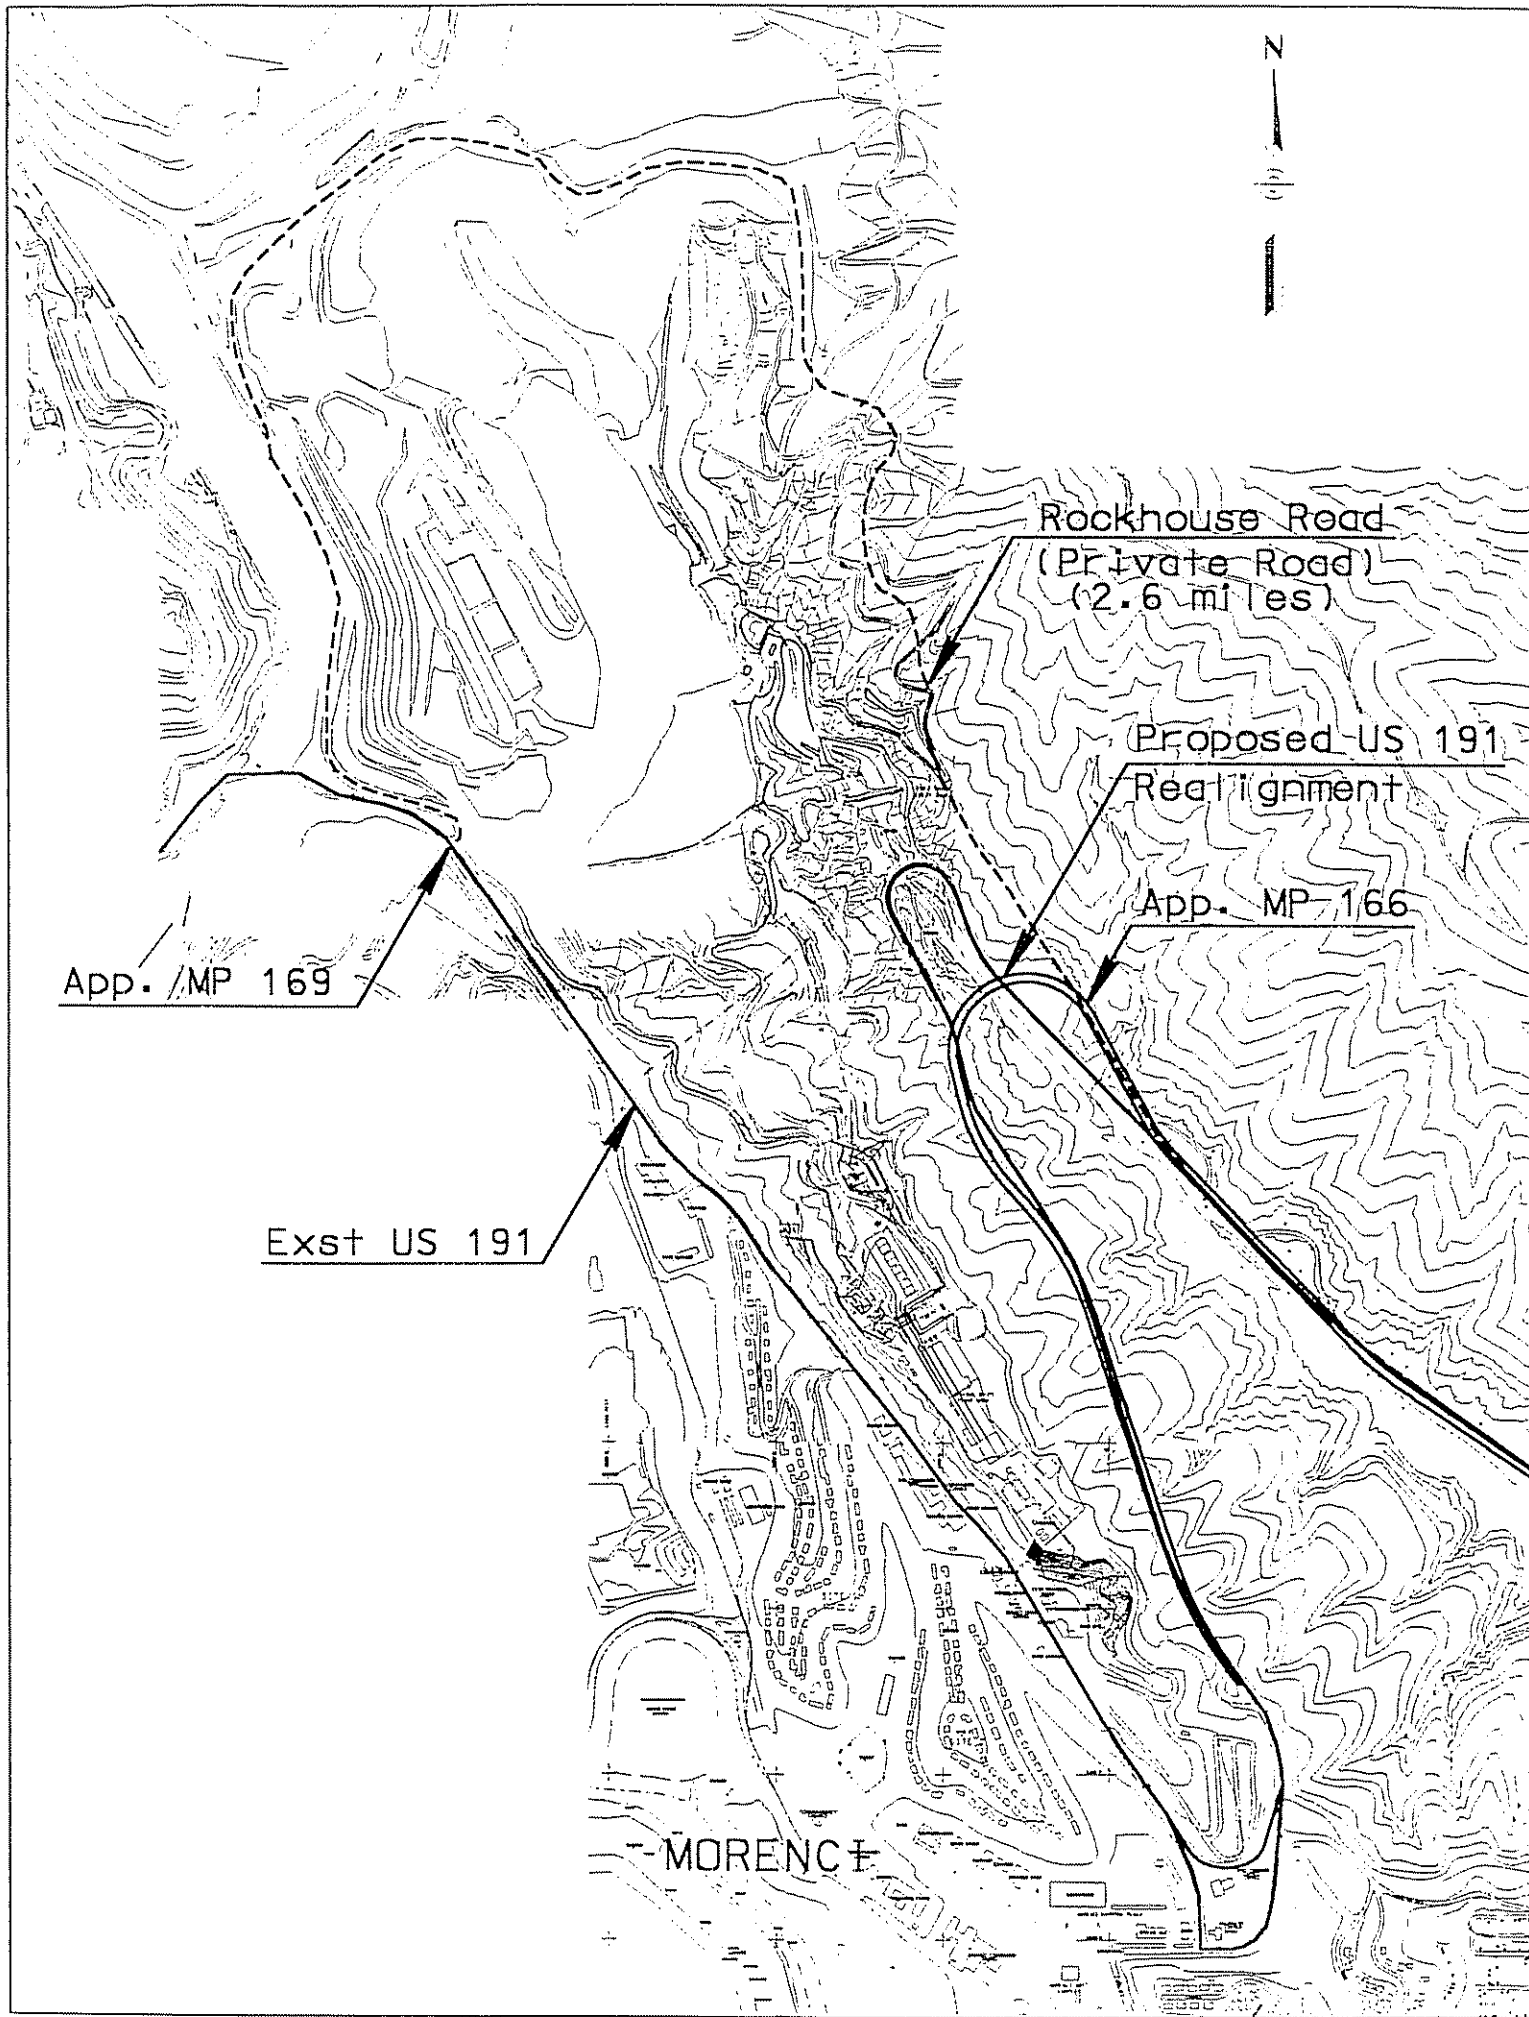 N
Rockhouse Road
(Private Road)
(2.6 miles)
Proposed US 191
Realignment
App. MP 166
App. MP 169
Exst US 191
MORENCI